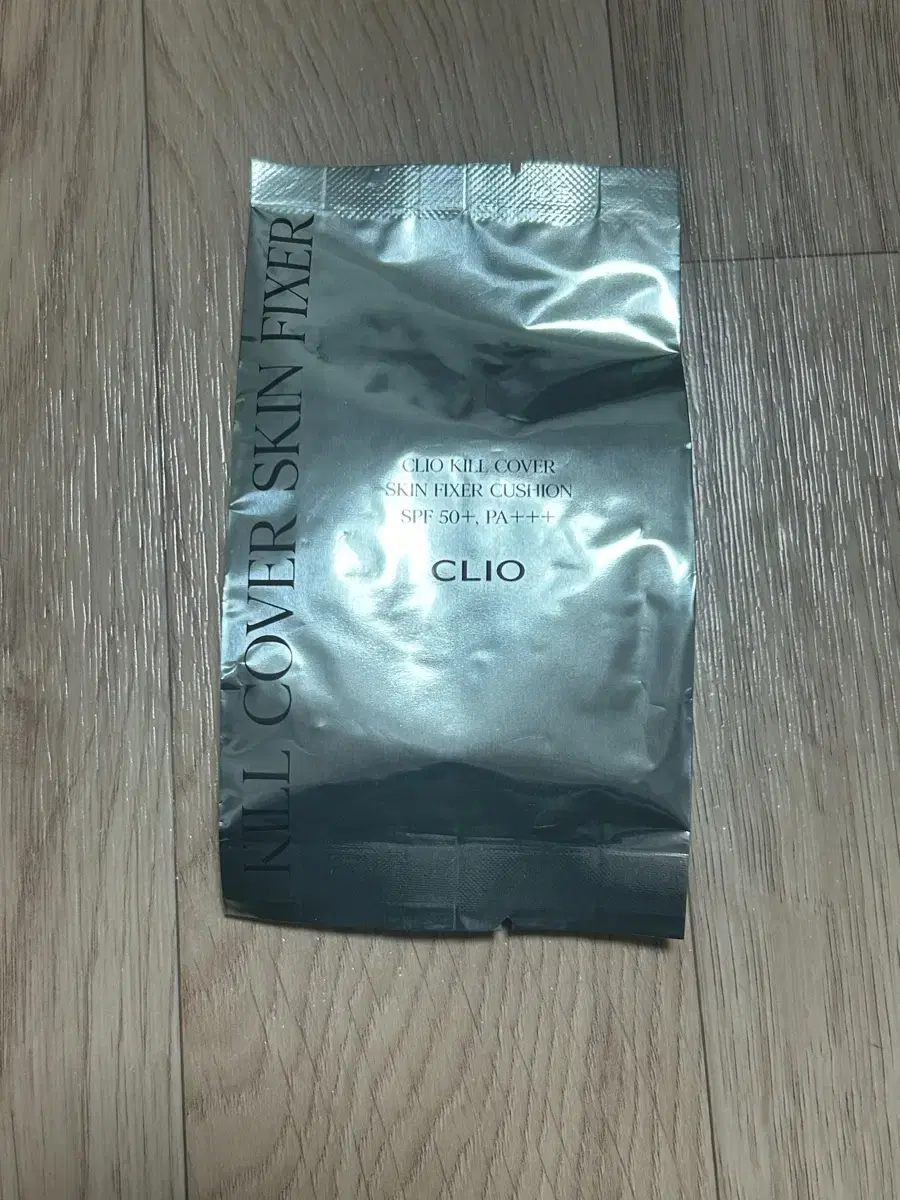 KILL COVER SKIN FIXER
CLIO KILL COVER
SKIN FIXER CUSHION
SPF 50+, PA+++
CLIO